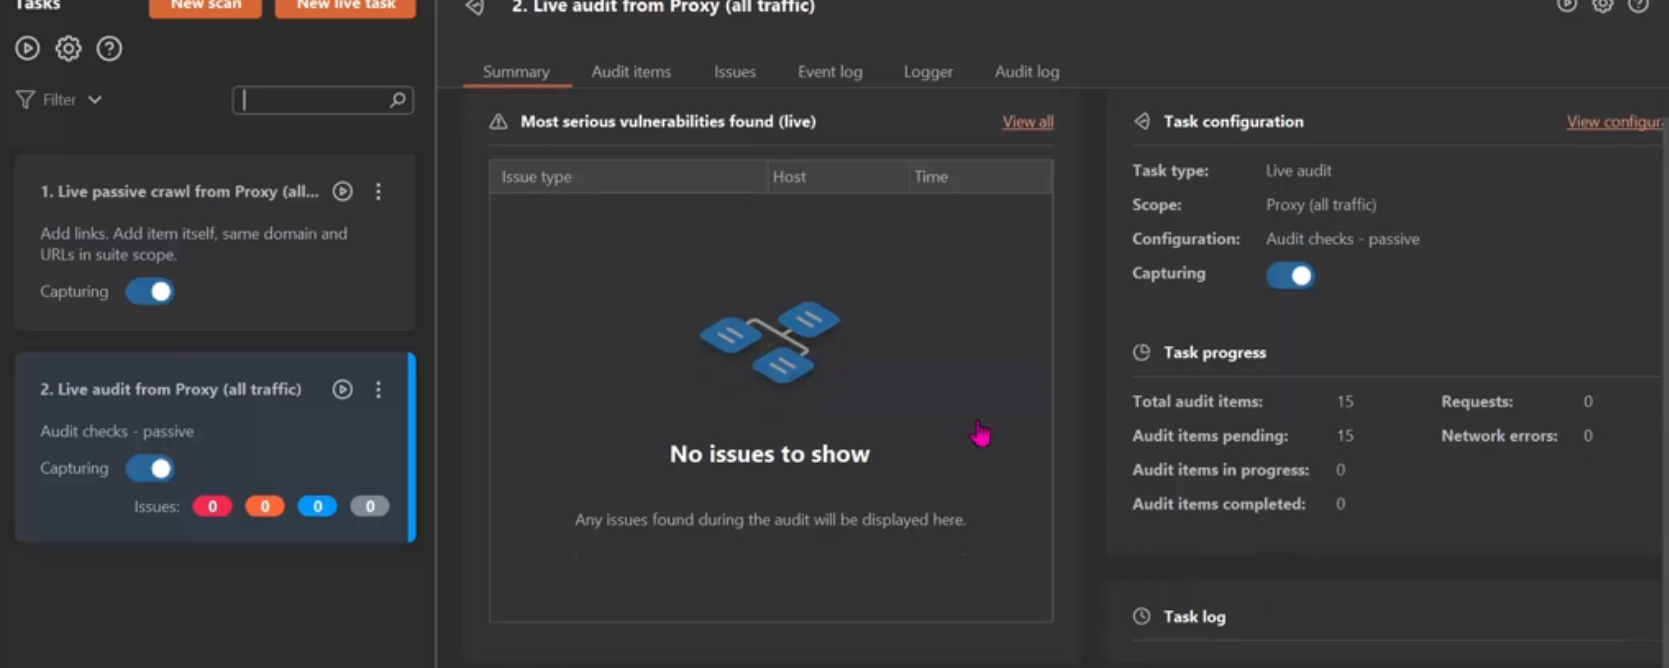 Tasks
New scan
New live task
Filter
1. Live passive crawl from Proxy (all...
Add links. Add item itself, same domain and
URLs in suite scope.
Capturing
2. Live audit from Proxy (all traffic)
Audit checks - passive
Capturing
Issues: 0 0 0 0
2. Live audit from Proxy (all traffic)
Summary Audit items Issues Event log Logger Audit log
Most serious vulnerabilities found (live) View all
Issue type Host Time
No issues to show
Any issues found during the audit will be displayed here.
Task configuration View configur
Task type: Live audit
Scope: Proxy (all traffic)
Configuration: Audit checks - passive
Capturing
Task progress
Total audit items: 15 Requests: 0
Audit items pending: 15 Network errors: 0
Audit items in progress: 0
Audit items completed: 0
Task log